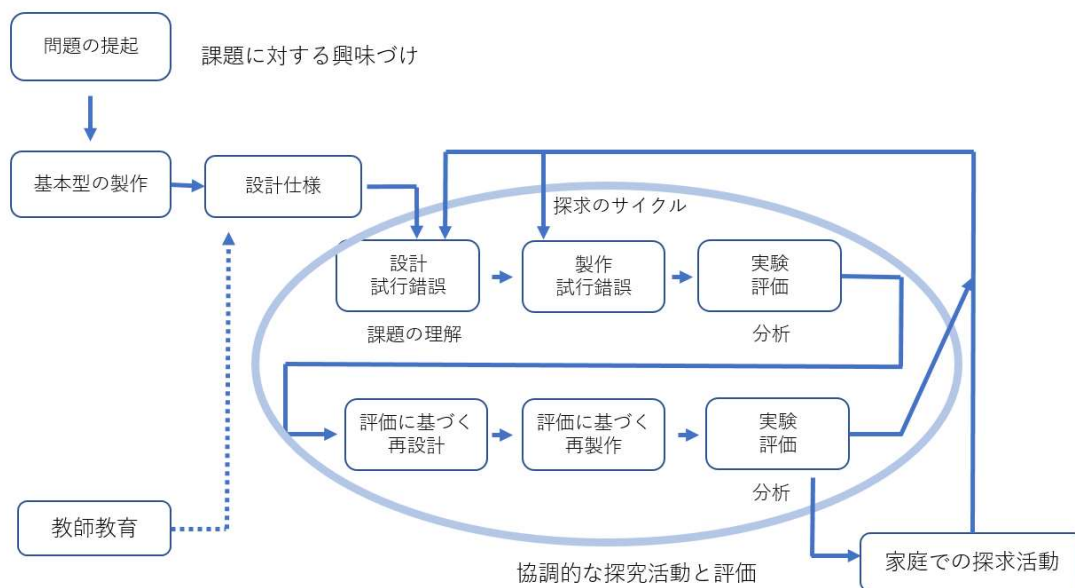 問題の提起
課題に対する興味づけ
基本型の製作
設計仕様
探求のサイクル
設計
試行錯誤
製作
試行錯誤
実験
評価
課題の理解
分析
評価に基づく
再設計
評価に基づく
再製作
実験
評価
分析
教師教育
家庭での探求活動
協調的な探究活動と評価